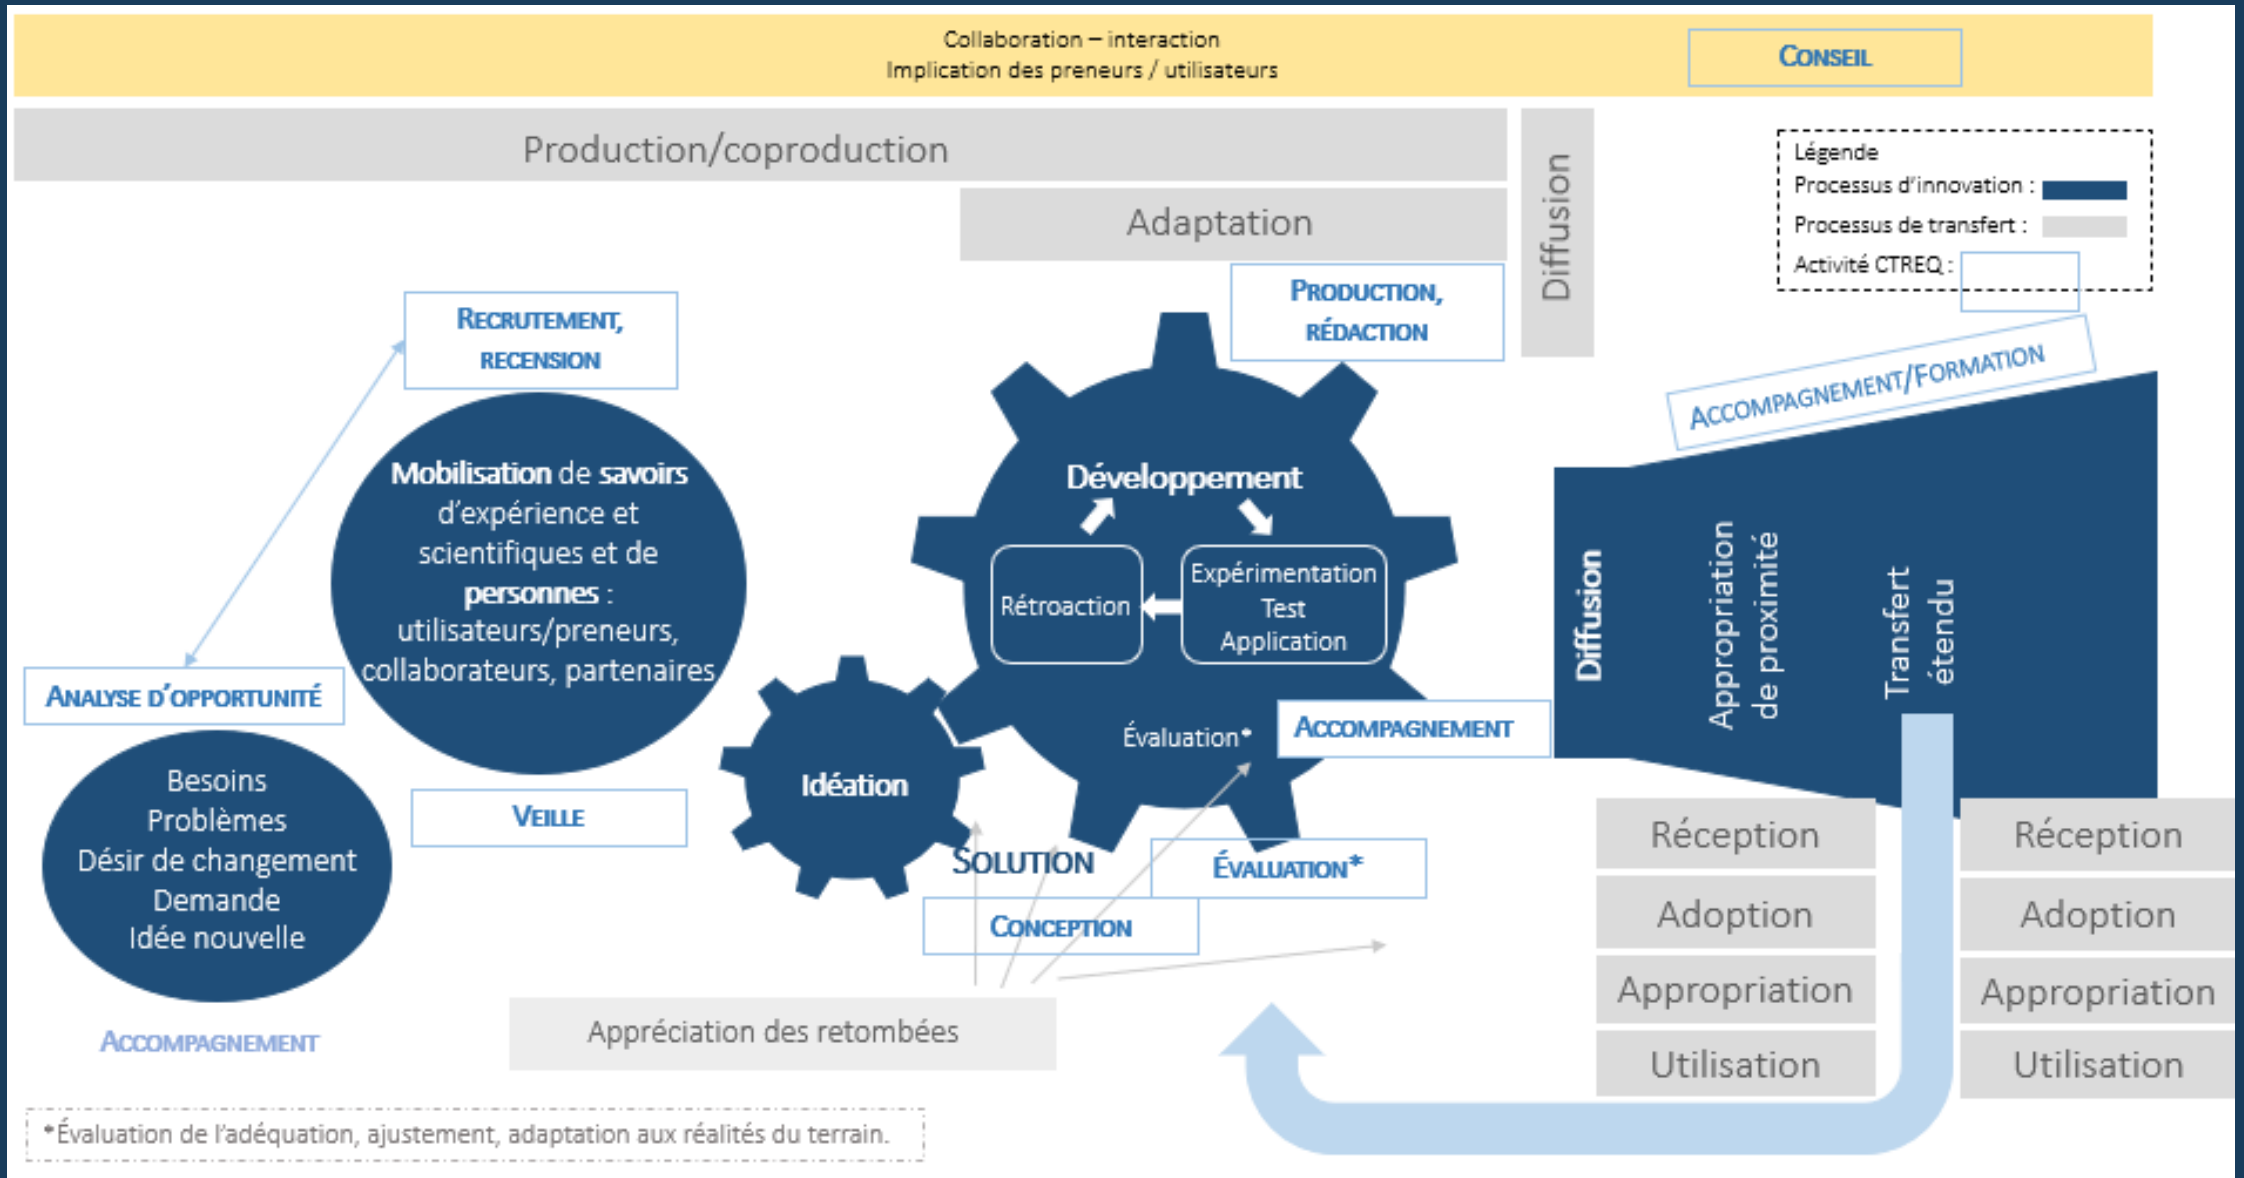 Collaboration – interaction
Implication des preneurs / utilisateurs
CONSEIL
Production/coproduction
Adaptation
Diffusion
Légende
Processus d'innovation :
Processus de transfert :
Activité CTREQ :
RECRUTEMENT,
RECENSION
PRODUCTION,
RÉDACTION
ACCOMPAGNEMENT/FORMATION
Mobilisation de savoirs
d'expérience et
scientifiques et de
personnes :
utilisateurs/preneurs,
collaborateurs, partenaires
Développement
Rétroaction
Expérimentation
Test
Application
Évaluation*
ACCOMPAGNEMENT
Diffusion
Appropriation
de proximité
Transfert
étendu
ANALYSE D'OPPORTUNITÉ
Besoins
Problèmes
Désir de changement
Demande
Idée nouvelle
ACCOMPAGNEMENT
VEILLE
Idéation
SOLUTION
ÉVALUATION*
CONCEPTION
Appréciation des retombées
Réception
Adoption
Appropriation
Utilisation
Réception
Adoption
Appropriation
Utilisation
*Évaluation de l'adéquation, ajustement, adaptation aux réalités du terrain.